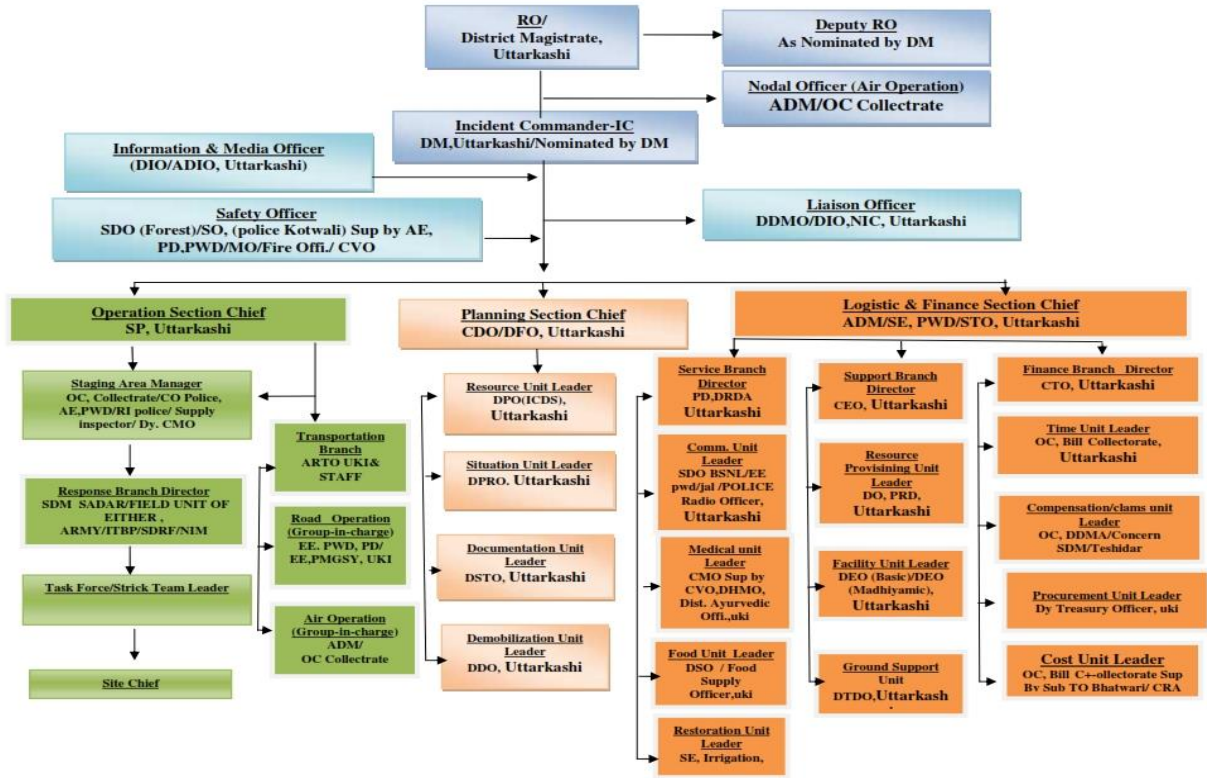 RO/
District Magistrate,
Uttarkashi
Deputy RO
As Nominated by DM
Nodal Officer (Air Operation)
ADM/OC Collectrate
Incident Commander-IC
DM,Uttarkashi/Nominated by DM
Information & Media Officer
(DIO/ADIO, Uttarkashi)
Safety Officer
SDO (Forest)/SO, (police Kotwali) Sup by AE,
PD,PWD/MO/Fire Offi./ CVO
Liaison Officer
DDMO/DIO,NIC, Uttarkashi
Operation Section Chief
SP, Uttarkashi
Planning Section Chief
CDO/DFO, Uttarkashi
Logistic & Finance Section Chief
ADM/SE, PWD/STO, Uttarkashi
Staging Area Manager
OC, Collectrate/CO Police,
AE,PWD/RI police/ Supply
inspector/ Dy. CMO
Response Branch Director
SDM SADAR/FIELD UNIT OF
EITHER ,
ARMY/ITBP/SDRF/NIM
Task Force/Strick Team Leader
Site Chief
Transportation
Branch
ARTO UKI&
STAFF
Road Operation
(Group-in-charge)
EE. PWD, PD/
EE,PMGSY, UKI
Air Operation
(Group-in-charge)
ADM/
OC Collectrate
Resource Unit Leader
DPO(ICDS),
Uttarkashi
Situation Unit Leader
DPRO. Uttarkashi
Documentation Unit
Leader
DSTO, Uttarkashi
Demobilization Unit
Leader
DDO, Uttarkashi
Service Branch
Director
PD,DRDA
Uttarkashi
Comm. Unit
Leader
SDO BSNL/EE
pwd/jal /POLICE
Radio Officer,
Uttarkashi
Medical unit
Leader
CMO Sup by
CVO,DHMO,
Dist. Ayurvedic
Offi.,uki
Food Unit Leader
DSO / Food
Supply
Officer,uki
Restoration Unit
Leader
SE, Irrigation,
Support Branch
Director
CEO, Uttarkashi
Resource
Provisining Unit
Leader
DO, PRD,
Uttarkashi
Facility Unit Leader
DEO (Basic)/DEO
(Madhiyamic),
Uttarkashi
Ground Support
Unit
DTDO,Uttarkash
Finance Branch Director
CTO, Uttarkashi
Time Unit Leader
OC, Bill Collectorate,
Uttarkashi
Compensation/clams unit
Leader
OC, DDMA/Concern
SDM/Teshidar
Procurement Unit Leader
Dy Treasury Officer, uki
Cost Unit Leader
OC, Bill C+-ollectorate Sup
By Sub TO Bhatwari/ CRA